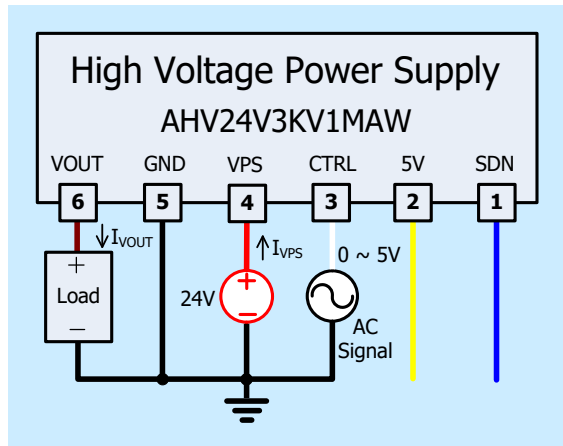 High Voltage Power Supply
AHV24V3KV1MAW
VOUT GND VPS CTRL 5V SDN
6 5 4 3 2 1
↓IVOUT ↑IVPS 0 ~ 5V
+ Load −
24V + −
AC
Signal